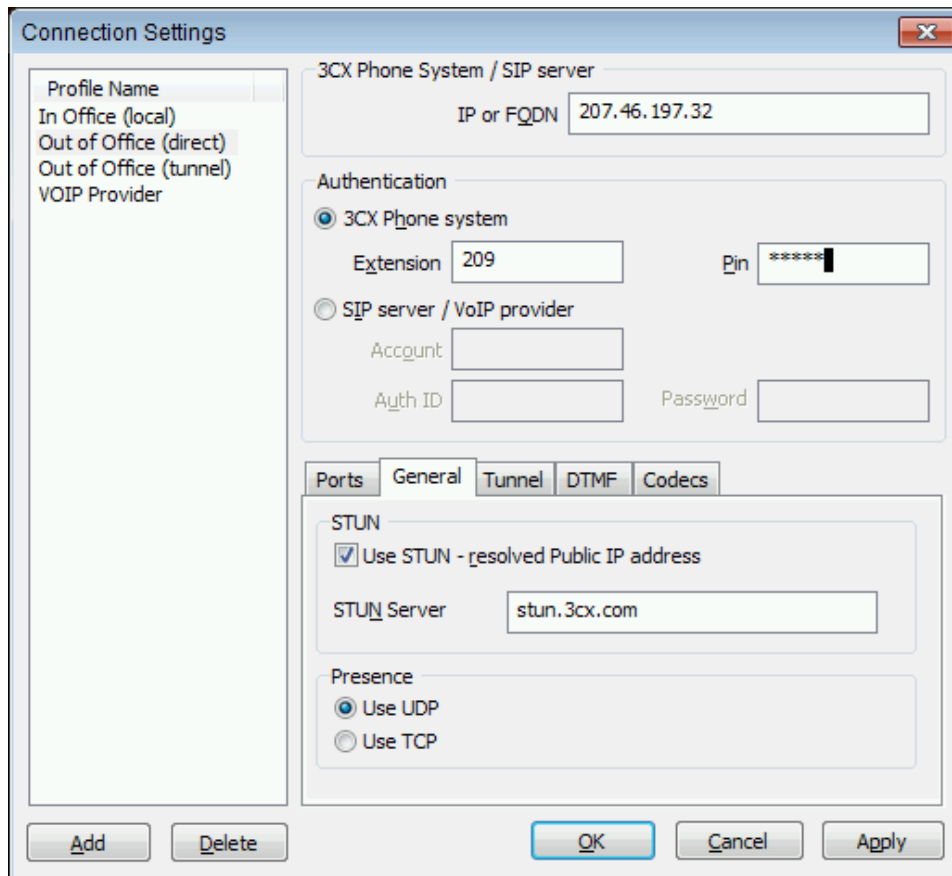 Connection Settings
Profile Name
In Office (local)
Out of Office (direct)
Out of Office (tunnel)
VOIP Provider
3CX Phone System / SIP server
IP or FQDN 207.46.197.32
Authentication
3CX Phone system
Extension 209 Pin *****
SIP server / VoIP provider
Account
Auth ID Password
Ports General Tunnel DTMF Codecs
STUN
Use STUN - resolved Public IP address
STUN Server stun.3cx.com
Presence
Use UDP
Use TCP
Add Delete OK Cancel Apply